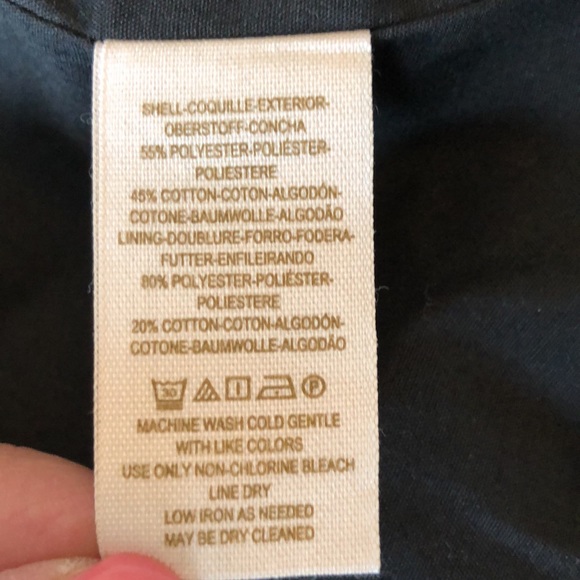 SHELL-COQUILLE-EXTERIOR-
OBERSTOFF-CONCHA
55% POLYESTER-POLIÉSTER-
POLIESTERE
45% COTTON-COTON-ALGODÓN-
COTONE-BAUMWOLLE-ALGODÃO
LINING-DOUBLURE-FORRO-FODERA-
FUTTER-ENFILEIRANDO
80% POLYESTER-POLIÉSTER-
POLIESTERE
20% COTTON-COTON-ALGODÓN-
COTONE-BAUMWOLLE-ALGODÃO
30 P
MACHINE WASH COLD GENTLE
WITH LIKE COLORS
USE ONLY NON-CHLORINE BLEACH
LINE DRY
LOW IRON AS NEEDED
MAY BE DRY CLEANED